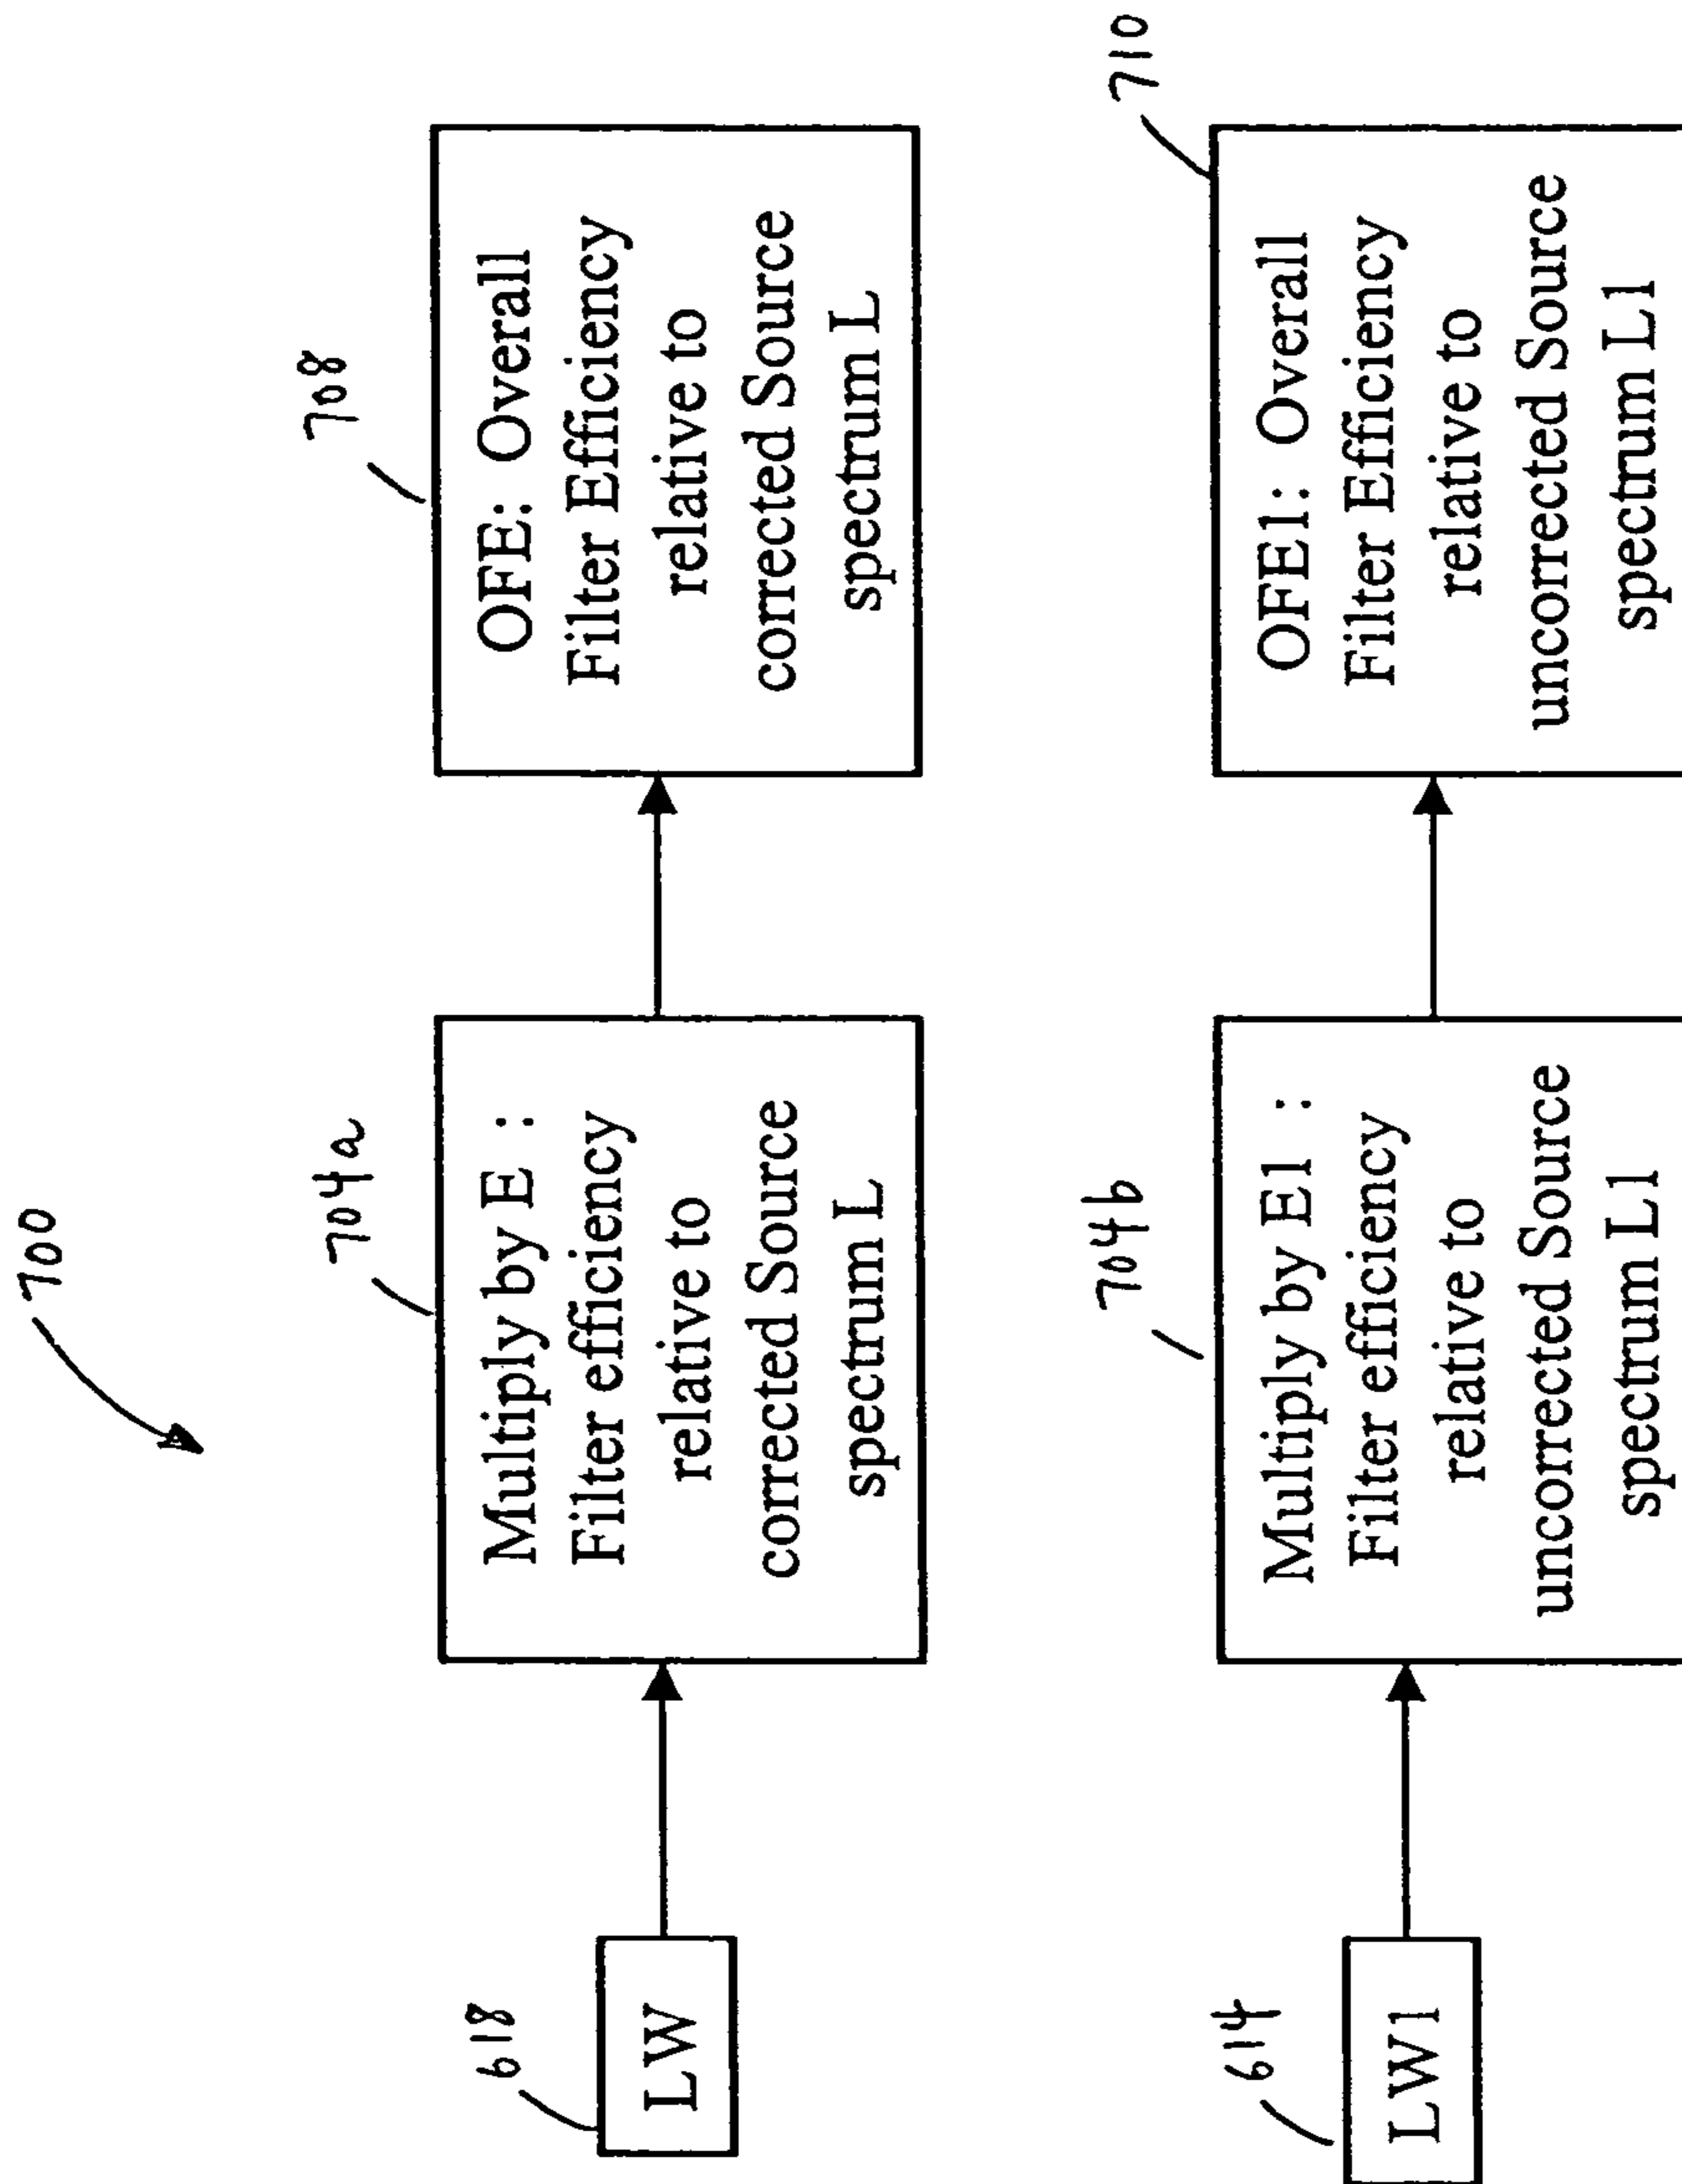 700
618
LW
704a
Multiply by E :
Filter efficiency
relative to
corrected Source
spectrum L
708
OFE: Overall
Filter Efficiency
relative to
corrected Source
spectrum L
614
LW1
704b
Multiply by E1 :
Filter efficiency
relative to
uncorrected Source
spectrum L1
710
OFE1: Overall
Filter Efficiency
relative to
uncorrected Source
spectrum L1